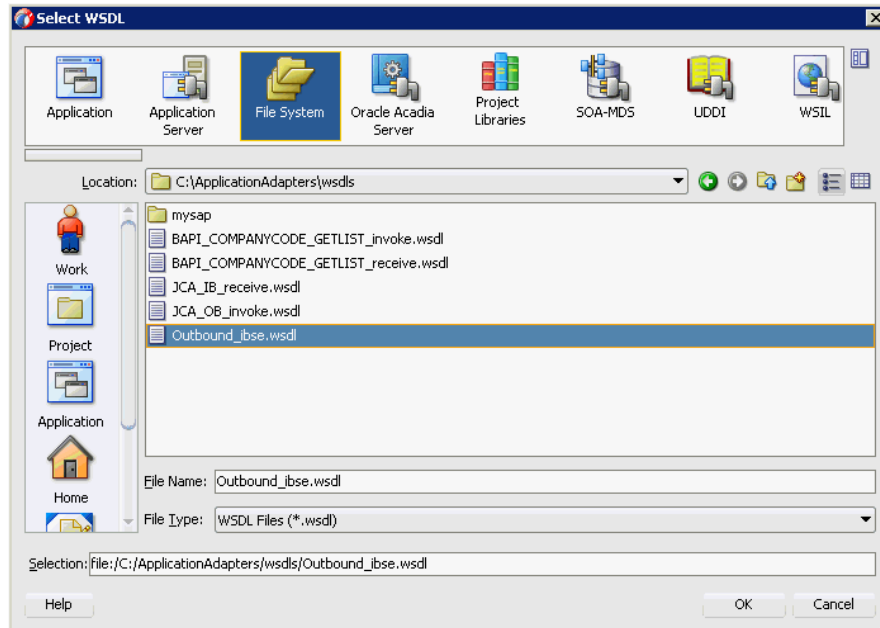 Select WSDL
Application
Application
Server
File System
Oracle Acadia
Server
Project
Libraries
SOA-MDS
UDDI
WSIL
Location:
C:\ApplicationAdapters\wsdls
Work
Project
Application
Home
mysap
BAPI_COMPANYCODE_GETLIST_invoke.wsdl
BAPI_COMPANYCODE_GETLIST_receive.wsdl
JCA_IB_receive.wsdl
JCA_OB_invoke.wsdl
Outbound_ibse.wsdl
File Name: Outbound_ibse.wsdl
File Type: WSDL Files (*.wsdl)
Selection: file:/C:/ApplicationAdapters/wsdls/Outbound_ibse.wsdl
Help
OK
Cancel